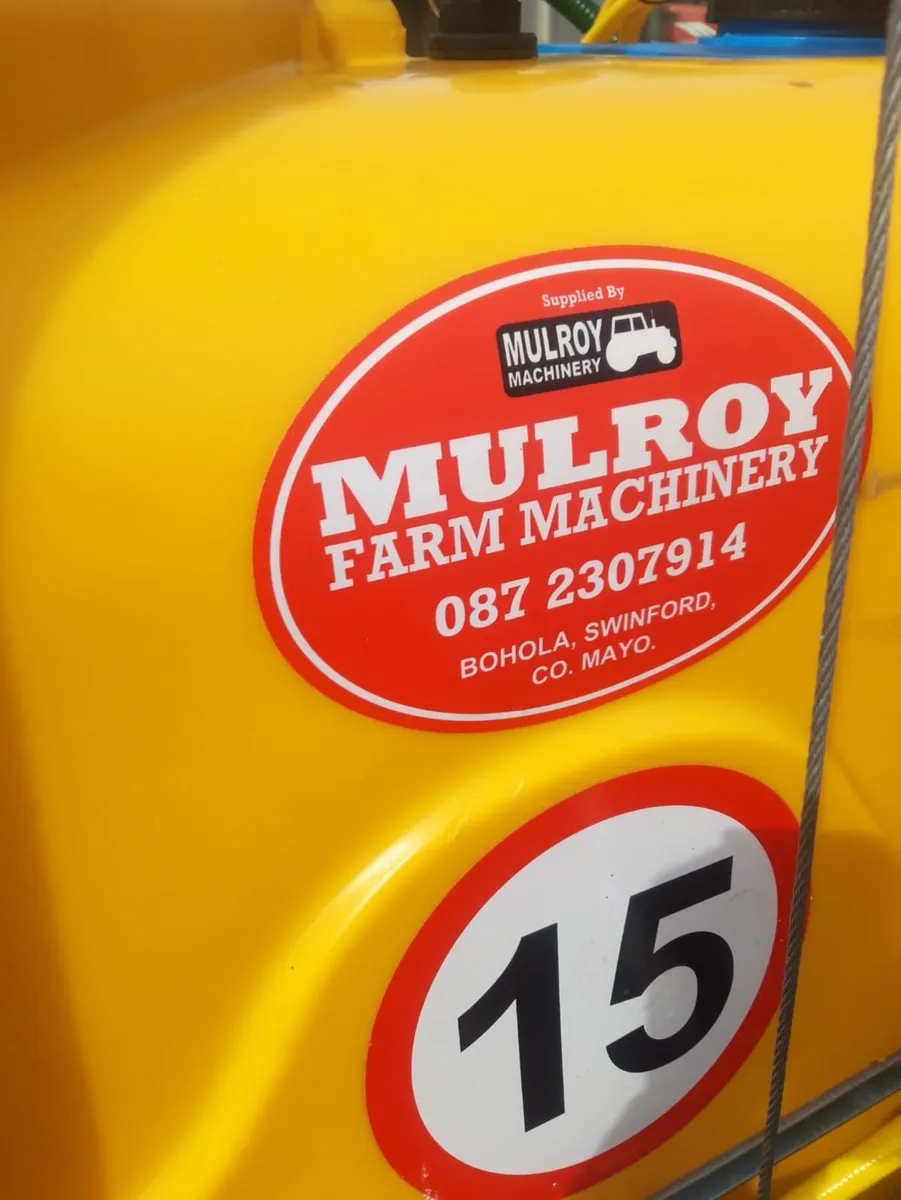 Supplied By
MULROY
MACHINERY
MULROY
FARM MACHINERY
087 2307914
BOHOLA, SWINFORD,
CO. MAYO.
15